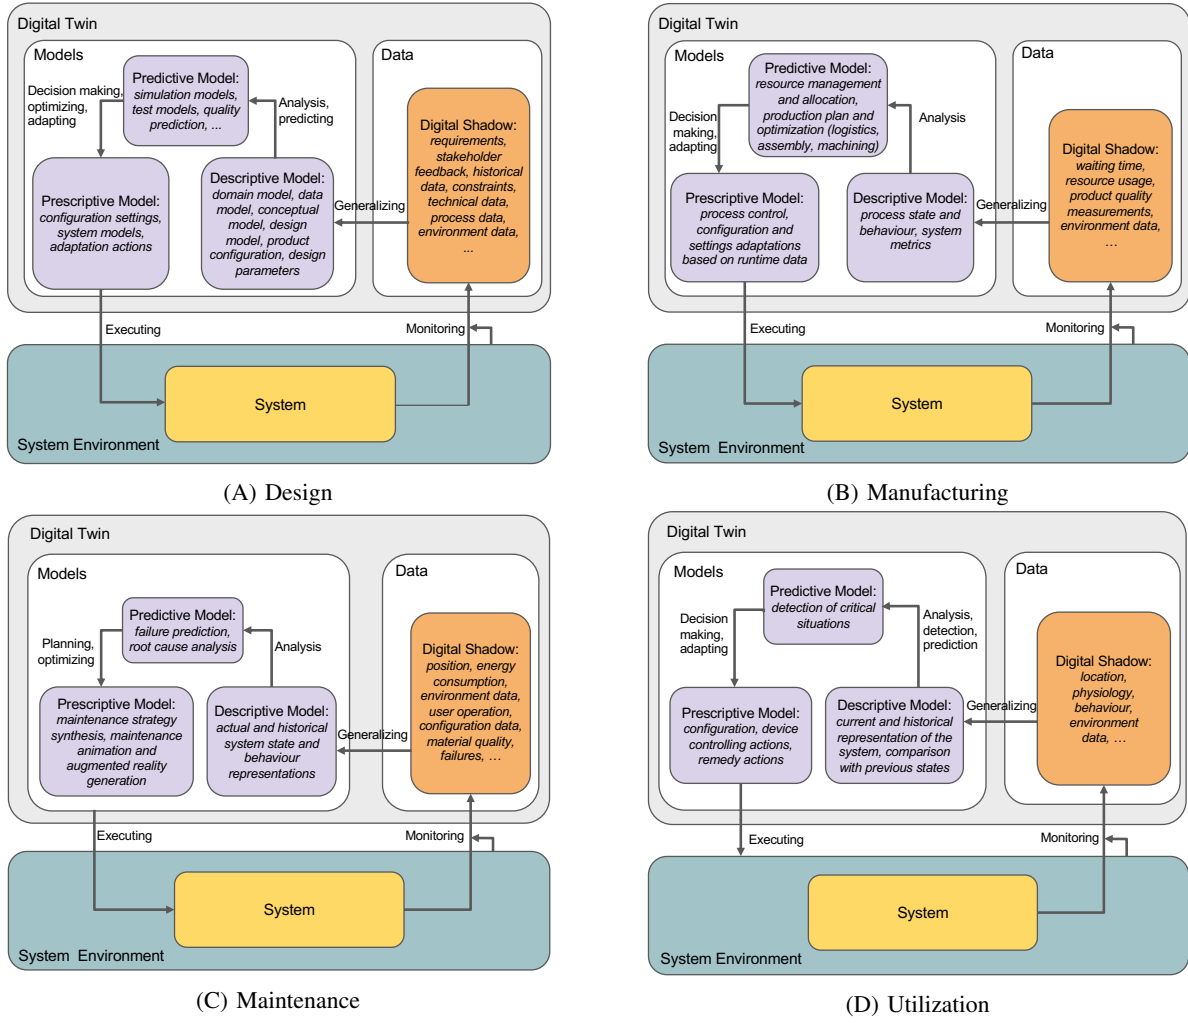 Digital Twin
Models
Data
Predictive Model:
simulation models,
test models, quality
prediction, ...
Decision making,
optimizing,
adapting
Analysis,
predicting
Digital Shadow:
requirements,
stakeholder
feedback, historical
data, constraints,
technical data,
process data,
environment data,
...
Prescriptive Model:
configuration settings,
system models,
adaptation actions
Descriptive Model:
domain model, data
model, conceptual
model, design
model, product
configuration, design
parameters
Generalizing
Executing
Monitoring
System
System Environment
(A) Design
Digital Twin
Models
Data
Predictive Model:
resource management
and allocation,
production plan and
optimization (logistics,
assembly, machining)
Decision
making,
adapting
Analysis
Digital Shadow:
waiting time,
resource usage,
product quality
measurements,
environment data,
…
Prescriptive Model:
process control,
configuration and
settings adaptations
based on runtime data
Descriptive Model:
process state and
behaviour, system
metrics
Generalizing
Executing
Monitoring
System
System Environment
(B) Manufacturing
Digital Twin
Models
Data
Predictive Model:
failure prediction,
root cause analysis
Planning,
optimizing
Analysis
Digital Shadow:
position, energy
consumption,
environment data,
user operation,
configuration data,
material quality,
failures, …
Prescriptive Model:
maintenance strategy
synthesis, maintenance
animation and
augmented reality
generation
Descriptive Model:
actual and historical
system state and
behaviour
representations
Generalizing
Executing
Monitoring
System
System Environment
(C) Maintenance
Digital Twin
Models
Data
Predictive Model:
detection of critical
situations
Decision
making,
adapting
Analysis,
detection,
prediction
Digital Shadow:
location,
physiology,
behaviour,
environment
data, …
Prescriptive Model:
configuration, device
controlling actions,
remedy actions
Descriptive Model:
current and historical
representation of the
system, comparison
with previous states
Generalizing
Executing
Monitoring
System
System Environment
(D) Utilization